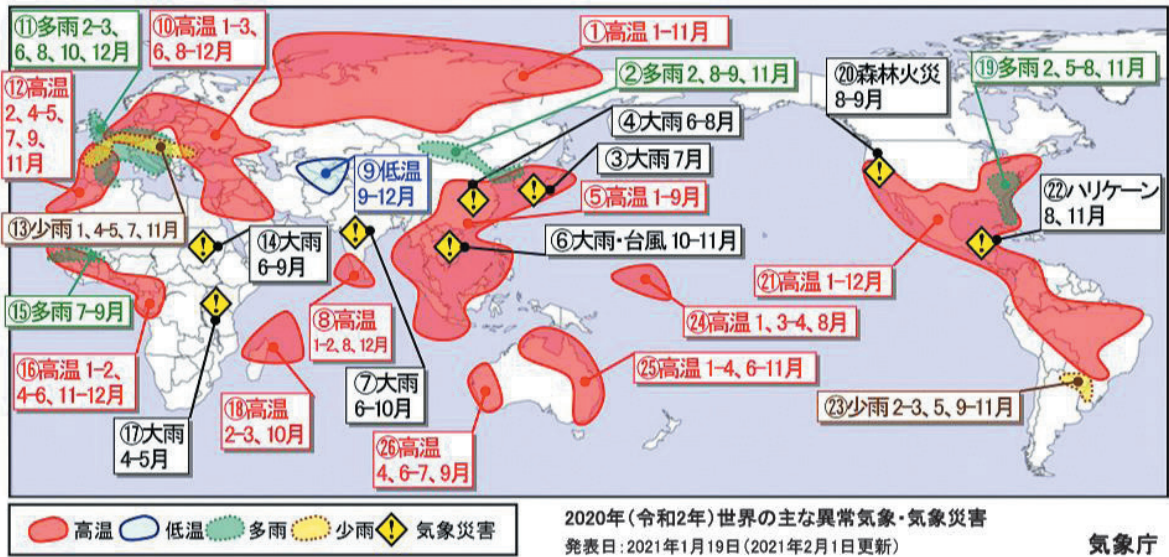 ⑪多雨 2-3、
6、8、10、12月
⑩高温 1-3、
6、8-12月
①高温 1-11月
②多雨 2、8-9、11月
⑳森林火災
8-9月
⑲多雨 2、5-8、11月
⑫高温
2、4-5、
7、9、
11月
④大雨 6-8月
③大雨 7月
⑨低温
9-12月
⑤高温 1-9月
㉒ハリケーン
8、11月
⑬少雨 1、4-5、7、11月
⑭大雨
6-9月
⑥大雨・台風 10-11月
㉑高温 1-12月
⑮多雨 7-9月
⑧高温
1-2、8、12月
㉔高温 1、3-4、8月
⑯高温 1-2、
4-6、11-12月
⑦大雨
6-10月
㉕高温 1-4、6-11月
⑱高温
2-3、10月
㉓少雨 2-3、5、9-11月
⑰大雨
4-5月
㉖高温
4、6-7、9月
高温 低温 多雨 少雨 気象災害
2020年(令和2年)世界の主な異常気象・気象災害
発表日:2021年1月19日(2021年2月1日更新)
気象庁